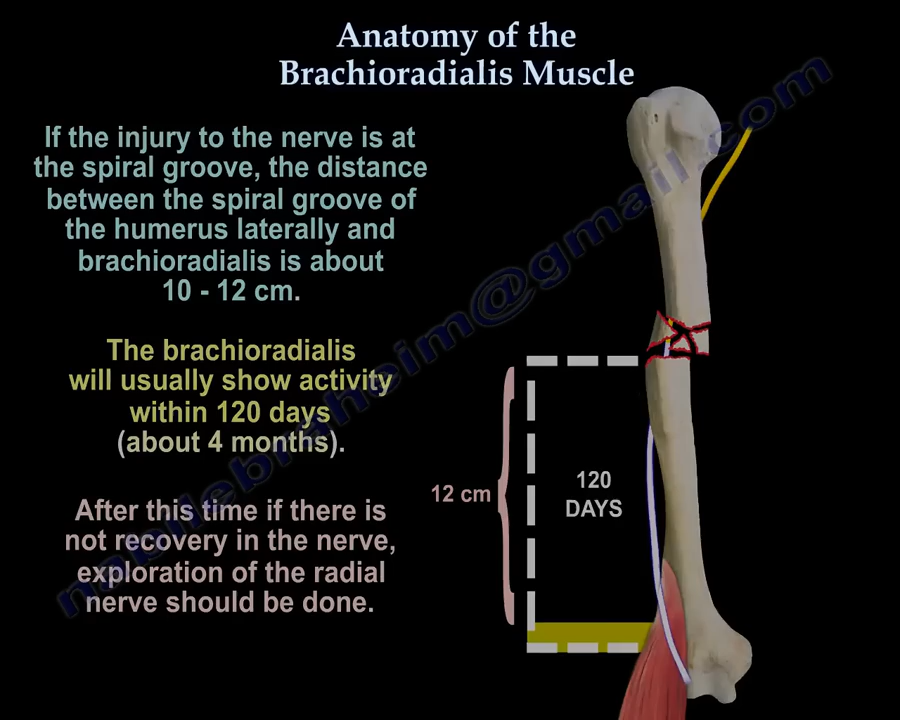 Anatomy of the
Brachioradialis Muscle
If the injury to the nerve is at
the spiral groove, the distance
between the spiral groove of
the humerus laterally and
brachioradialis is about
10 - 12 cm.
The brachioradialis
will usually show activity
within 120 days
(about 4 months).
After this time if there is
not recovery in the nerve,
exploration of the radial
nerve should be done.
12 cm
120
DAYS
nabilebraheim@gmail.com